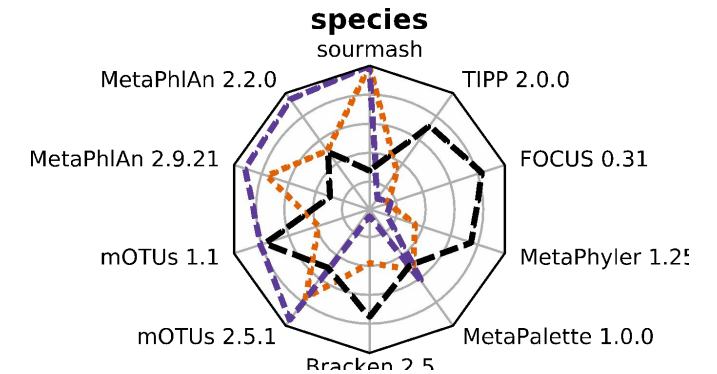 species
sourmash
MetaPhlAn 2.2.0
TIPP 2.0.0
MetaPhlAn 2.9.21
FOCUS 0.31
mOTUs 1.1
MetaPhyler 1.25
mOTUs 2.5.1
MetaPalette 1.0.0
Bracken 2.5